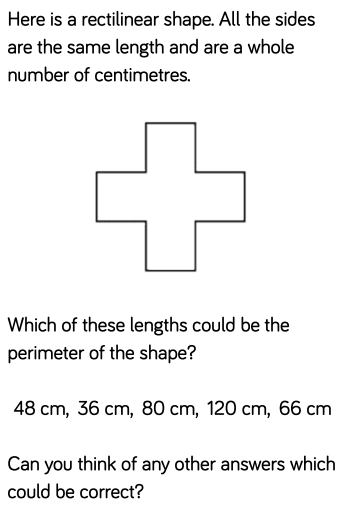 Here is a rectilinear shape. All the sides
are the same length and are a whole
number of centimetres.
Which of these lengths could be the
perimeter of the shape?
48 cm, 36 cm, 80 cm, 120 cm, 66 cm
Can you think of any other answers which
could be correct?